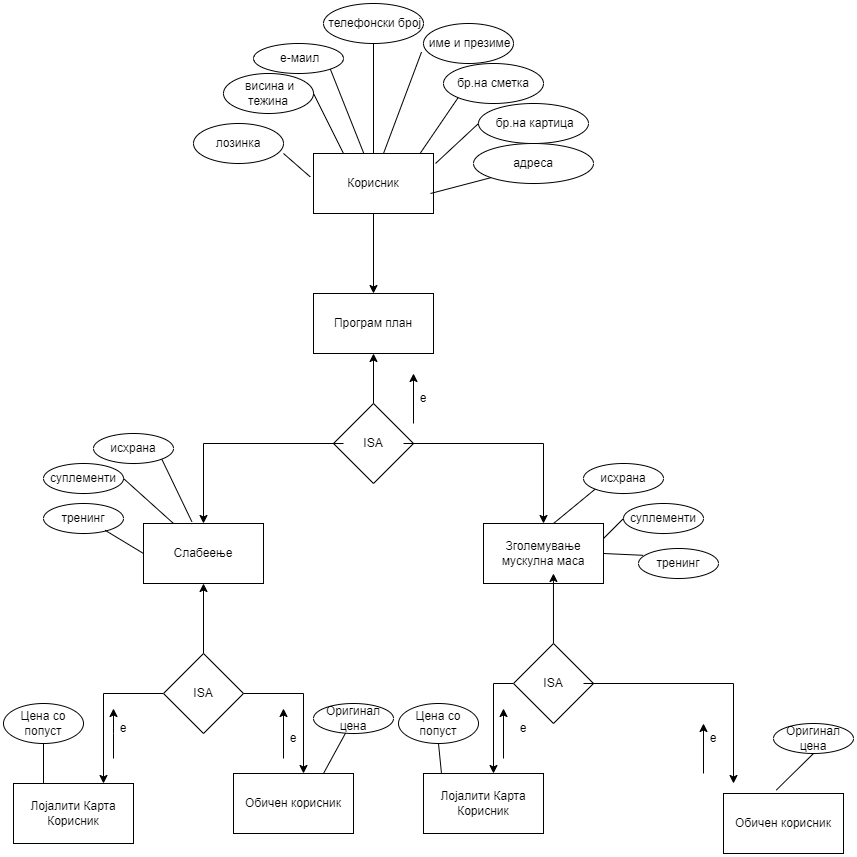 телефонски број
име и презиме
е-маил
бр.на сметка
висина и
тежина
бр.на картица
лозинка
адреса
Корисник
Програм план
е
ISA
исхрана
суплементи
тренинг
Слабеење
исхрана
суплементи
тренинг
Зголемување
мускулна маса
ISA
ISA
Цена со
попуст
е
е
Оригинал
цена
Цена со
попуст
е
е
Оригинал
цена
Лојалити Карта
Корисник
Обичен корисник
Лојалити Карта
Корисник
Обичен корисник